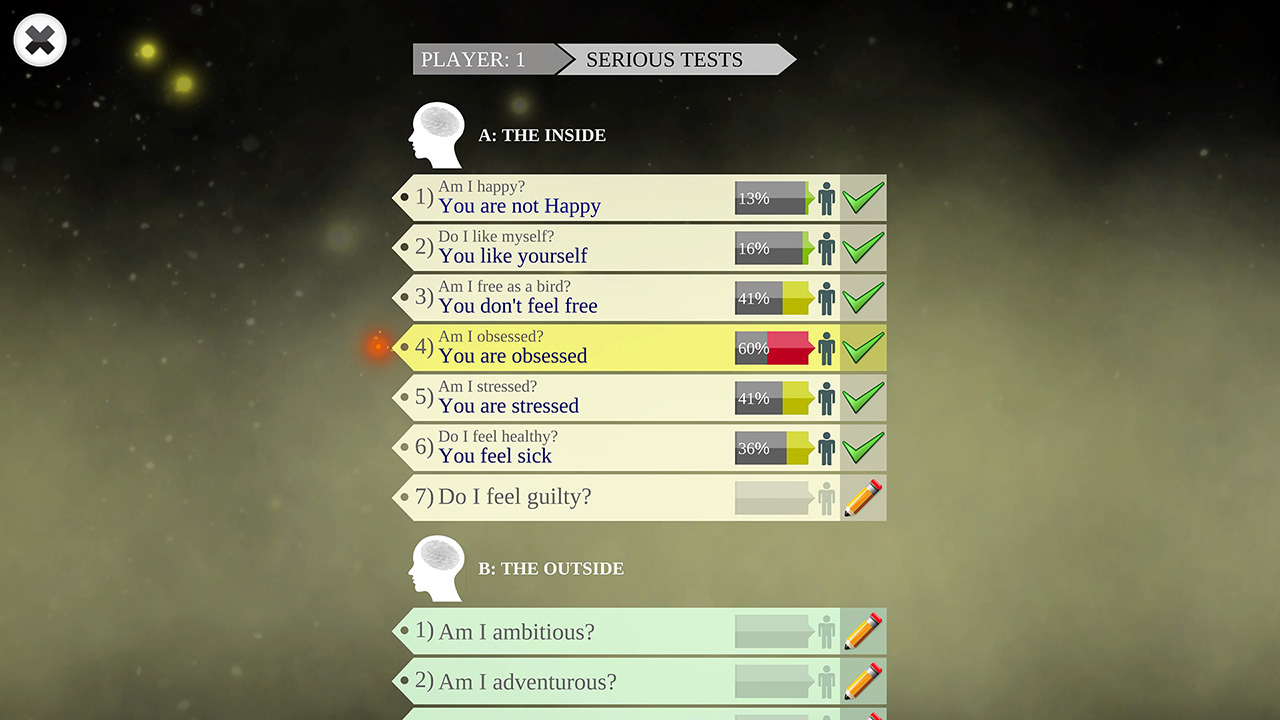 PLAYER: 1
SERIOUS TESTS
A: THE INSIDE
1) Am I happy?
You are not Happy
13%
2) Do I like myself?
You like yourself
16%
3) Am I free as a bird?
You don't feel free
41%
4) Am I obsessed?
You are obsessed
60%
5) Am I stressed?
You are stressed
41%
6) Do I feel healthy?
You feel sick
36%
7) Do I feel guilty?
B: THE OUTSIDE
1) Am I ambitious?
2) Am I adventurous?